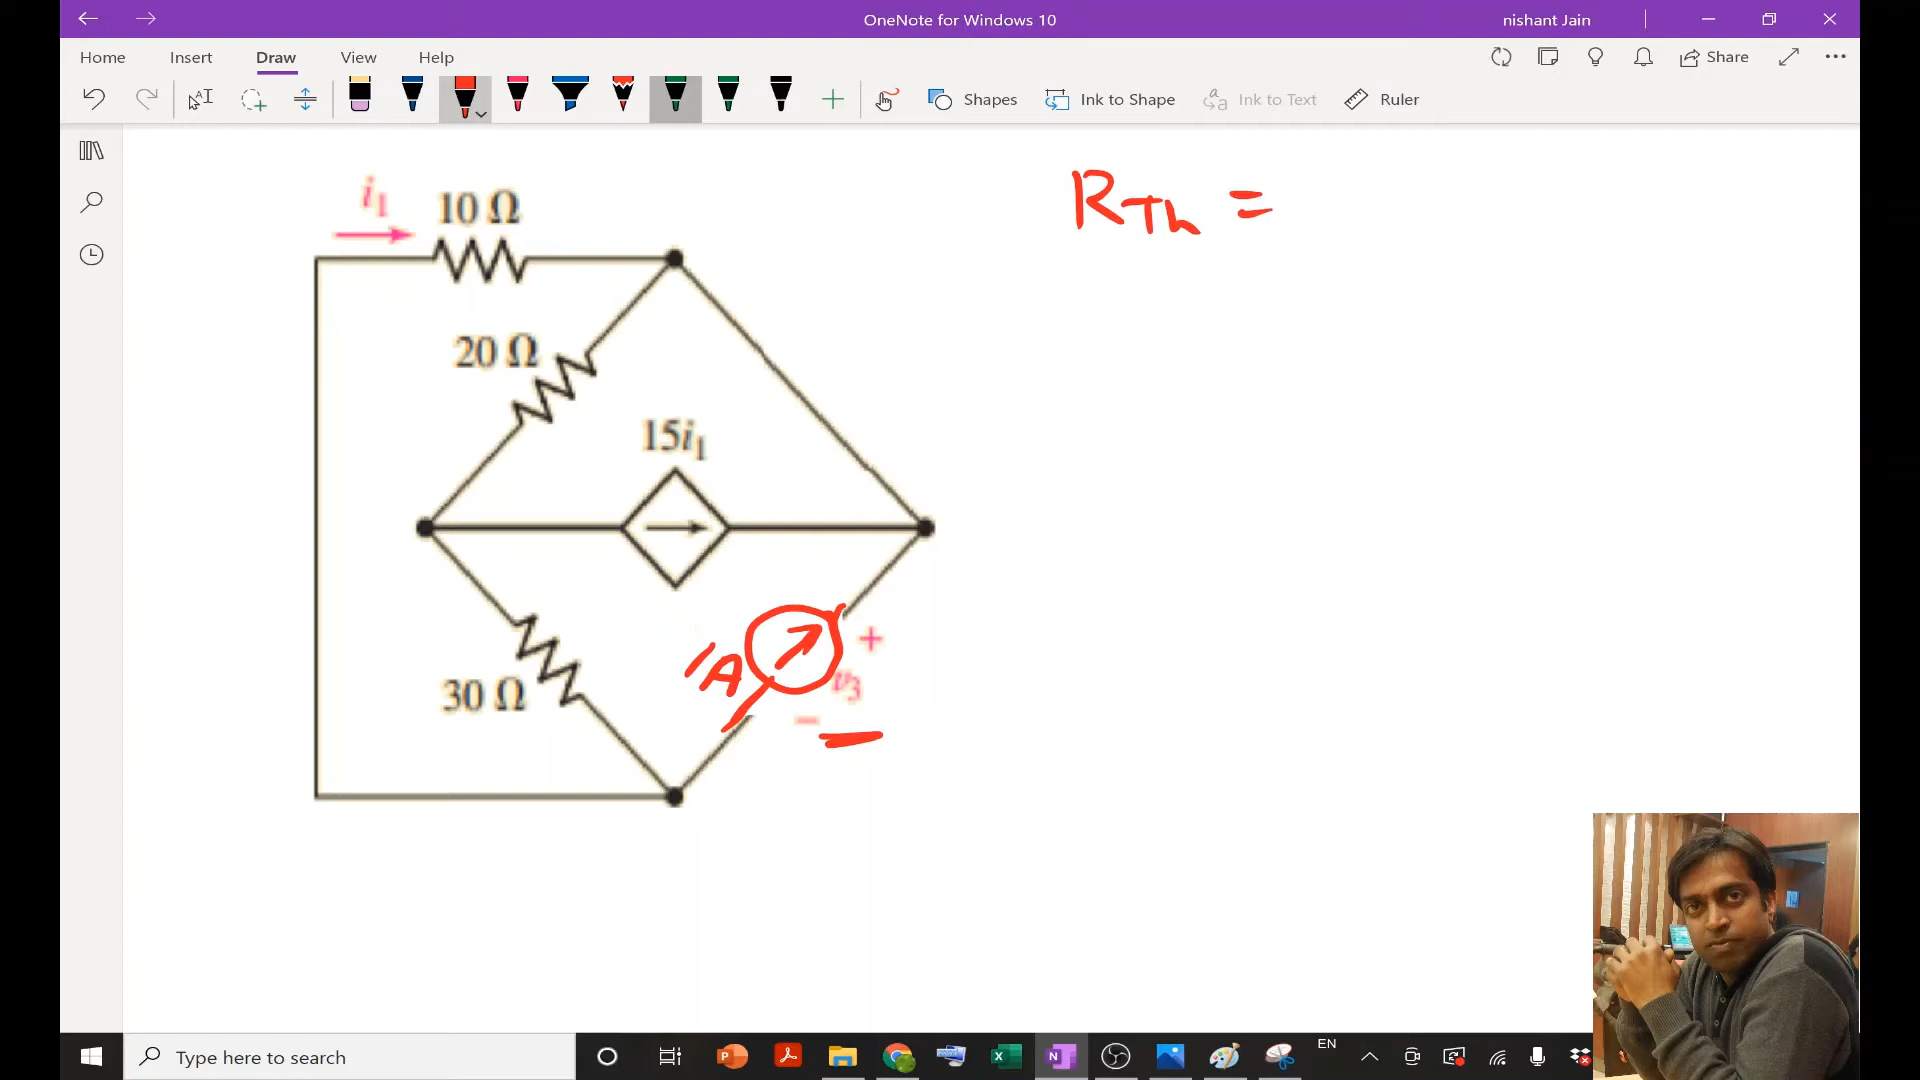 OneNote for Windows 10
nishant Jain
Home Insert Draw View Help
Share
Shapes Ink to Shape Ink to Text Ruler
i₁
10 Ω
R_Th =
20 Ω
15i₁
1A
+
v₃
−
30 Ω
Type here to search
EN